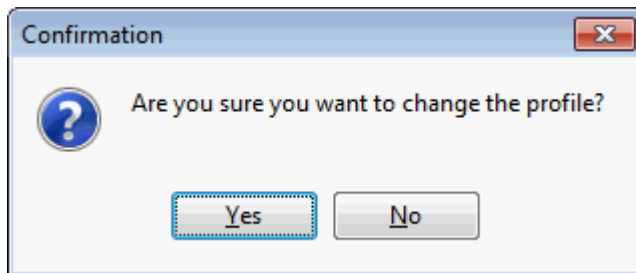 Confirmation
Are you sure you want to change the profile?
Yes
No